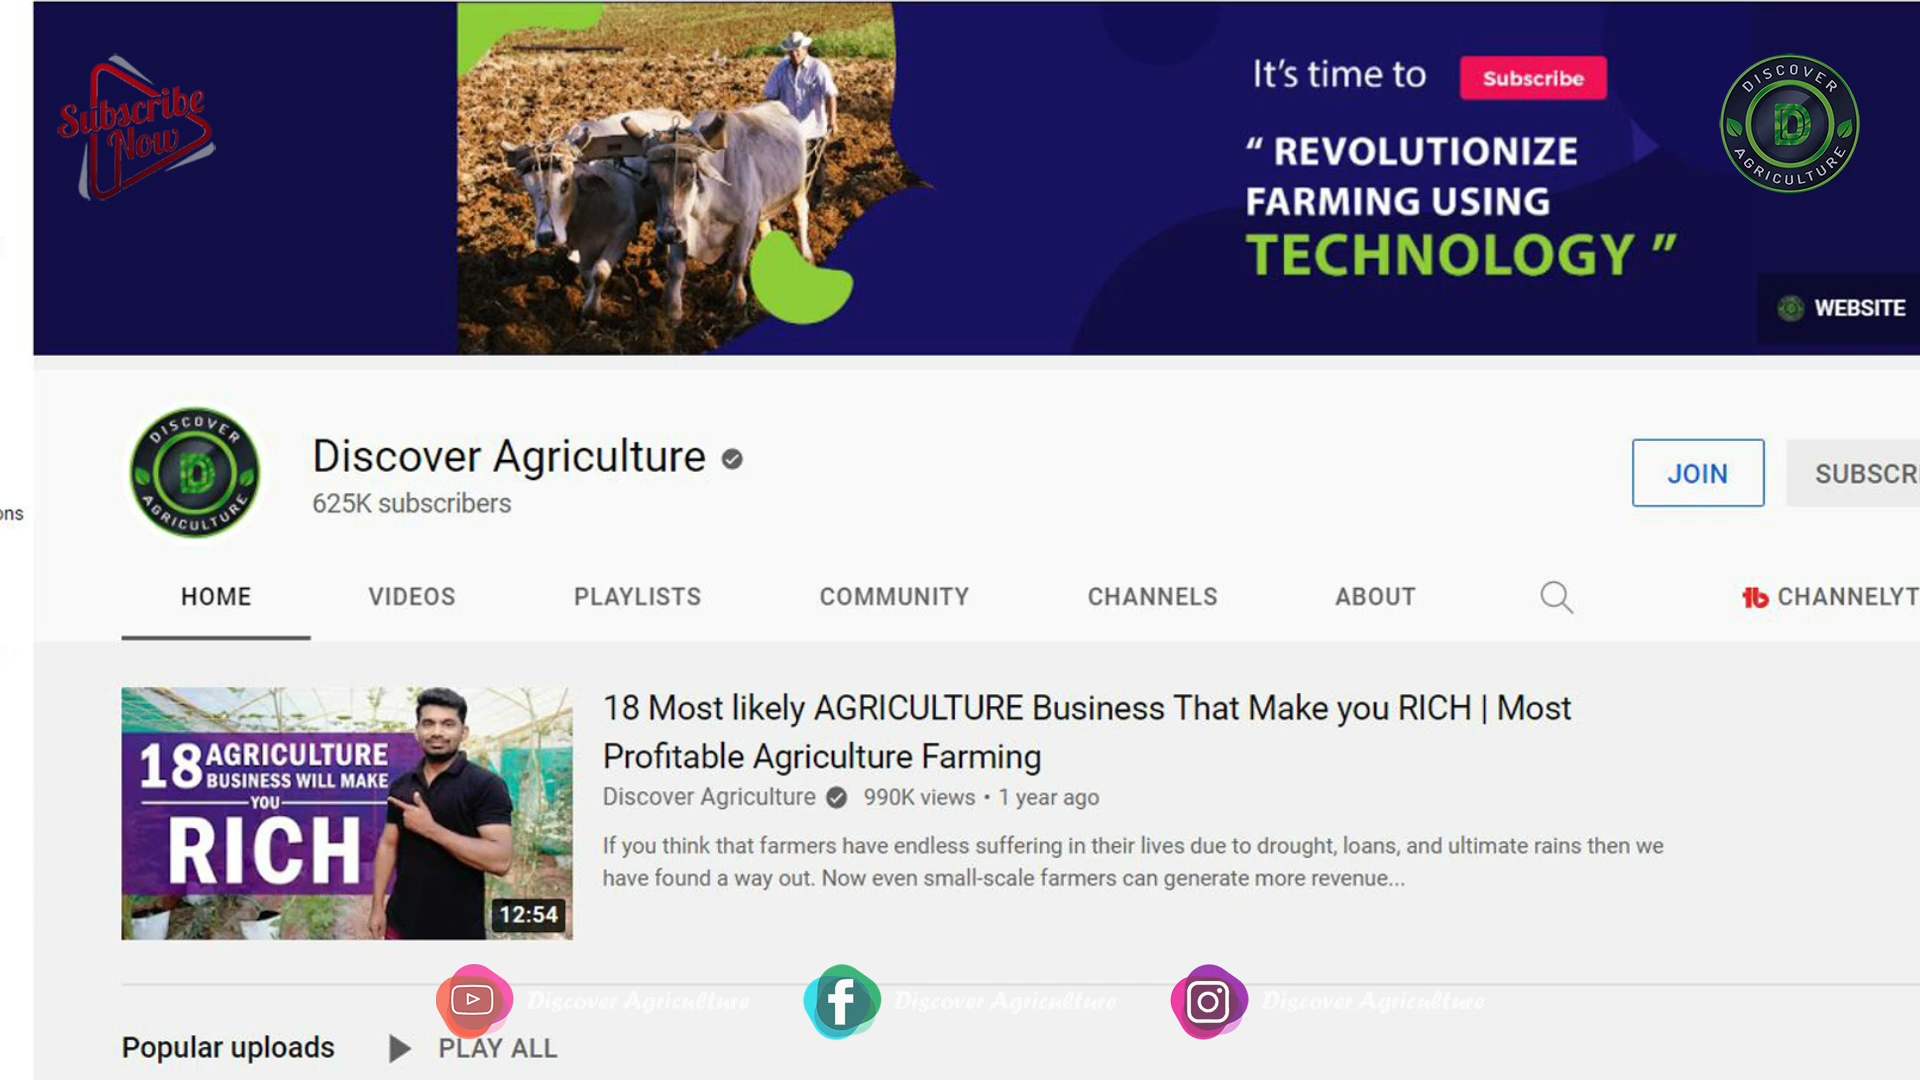 Subscribe
Now
It's time to Subscribe
“ REVOLUTIONIZE
FARMING USING
TECHNOLOGY ”
DISCOVER
D
AGRICULTURE
WEBSITE
DISCOVER
D
AGRICULTURE
Discover Agriculture
625K subscribers
JOIN
SUBSCRI
ons
HOME VIDEOS PLAYLISTS COMMUNITY CHANNELS ABOUT CHANNELYT
18 AGRICULTURE
BUSINESS WILL MAKE
YOU
RICH
12:54
18 Most likely AGRICULTURE Business That Make you RICH | Most
Profitable Agriculture Farming
Discover Agriculture 990K views • 1 year ago
If you think that farmers have endless suffering in their lives due to drought, loans, and ultimate rains then we
have found a way out. Now even small-scale farmers can generate more revenue...
Discover Agriculture Discover Agriculture Discover Agriculture
Popular uploads PLAY ALL